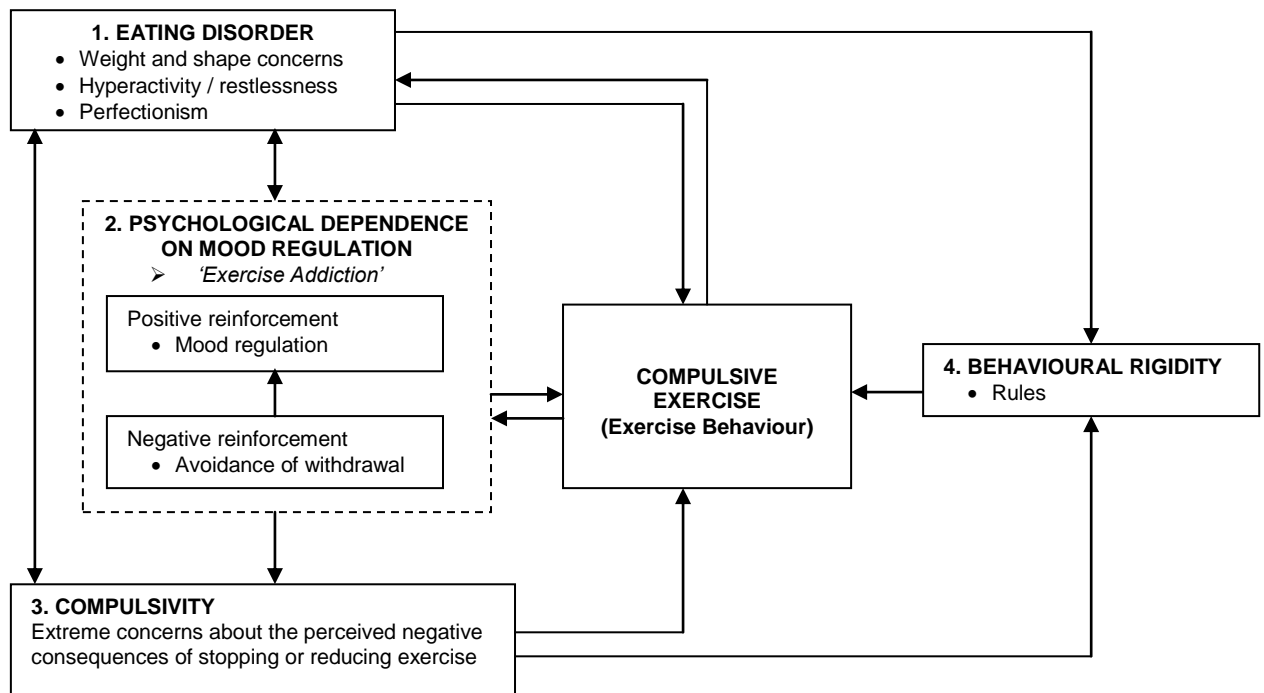 1. EATING DISORDER
• Weight and shape concerns
• Hyperactivity / restlessness
• Perfectionism
2. PSYCHOLOGICAL DEPENDENCE
ON MOOD REGULATION
➢ ‘Exercise Addiction’
Positive reinforcement
• Mood regulation
Negative reinforcement
• Avoidance of withdrawal
COMPULSIVE
EXERCISE
(Exercise Behaviour)
4. BEHAVIOURAL RIGIDITY
• Rules
3. COMPULSIVITY
Extreme concerns about the perceived negative
consequences of stopping or reducing exercise